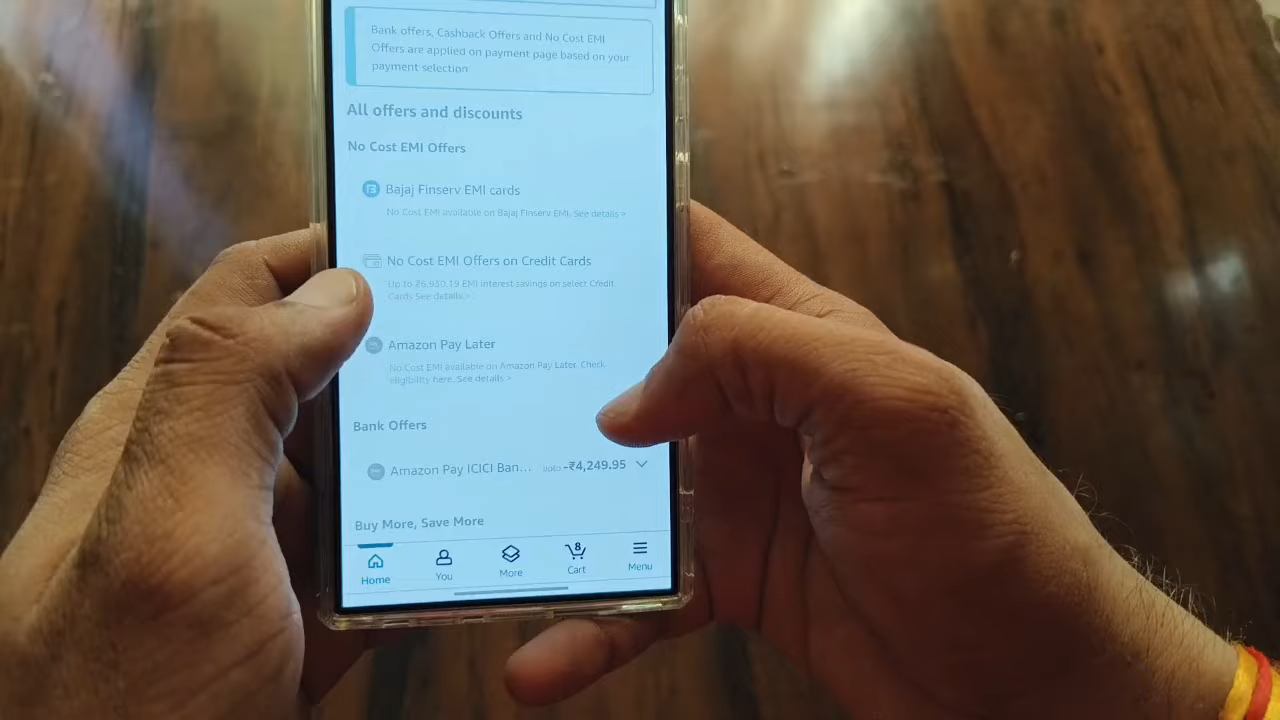 Bank offers, Cashback Offers and No Cost EMI
Offers are applied on payment page based on your
payment selection
All offers and discounts
No Cost EMI Offers
Bajaj Finserv EMI cards
No Cost EMI available on Bajaj Finserv EMI. See details >
No Cost EMI Offers on Credit Cards
Up to ₹6,930.19 EMI interest savings on select Credit
Cards See details >
Amazon Pay Later
No Cost EMI available on Amazon Pay Later. Check
eligibility here. See details >
Bank Offers
Amazon Pay ICICI Ban... upto -₹4,249.95
Buy More, Save More
Home You More 8 Cart Menu